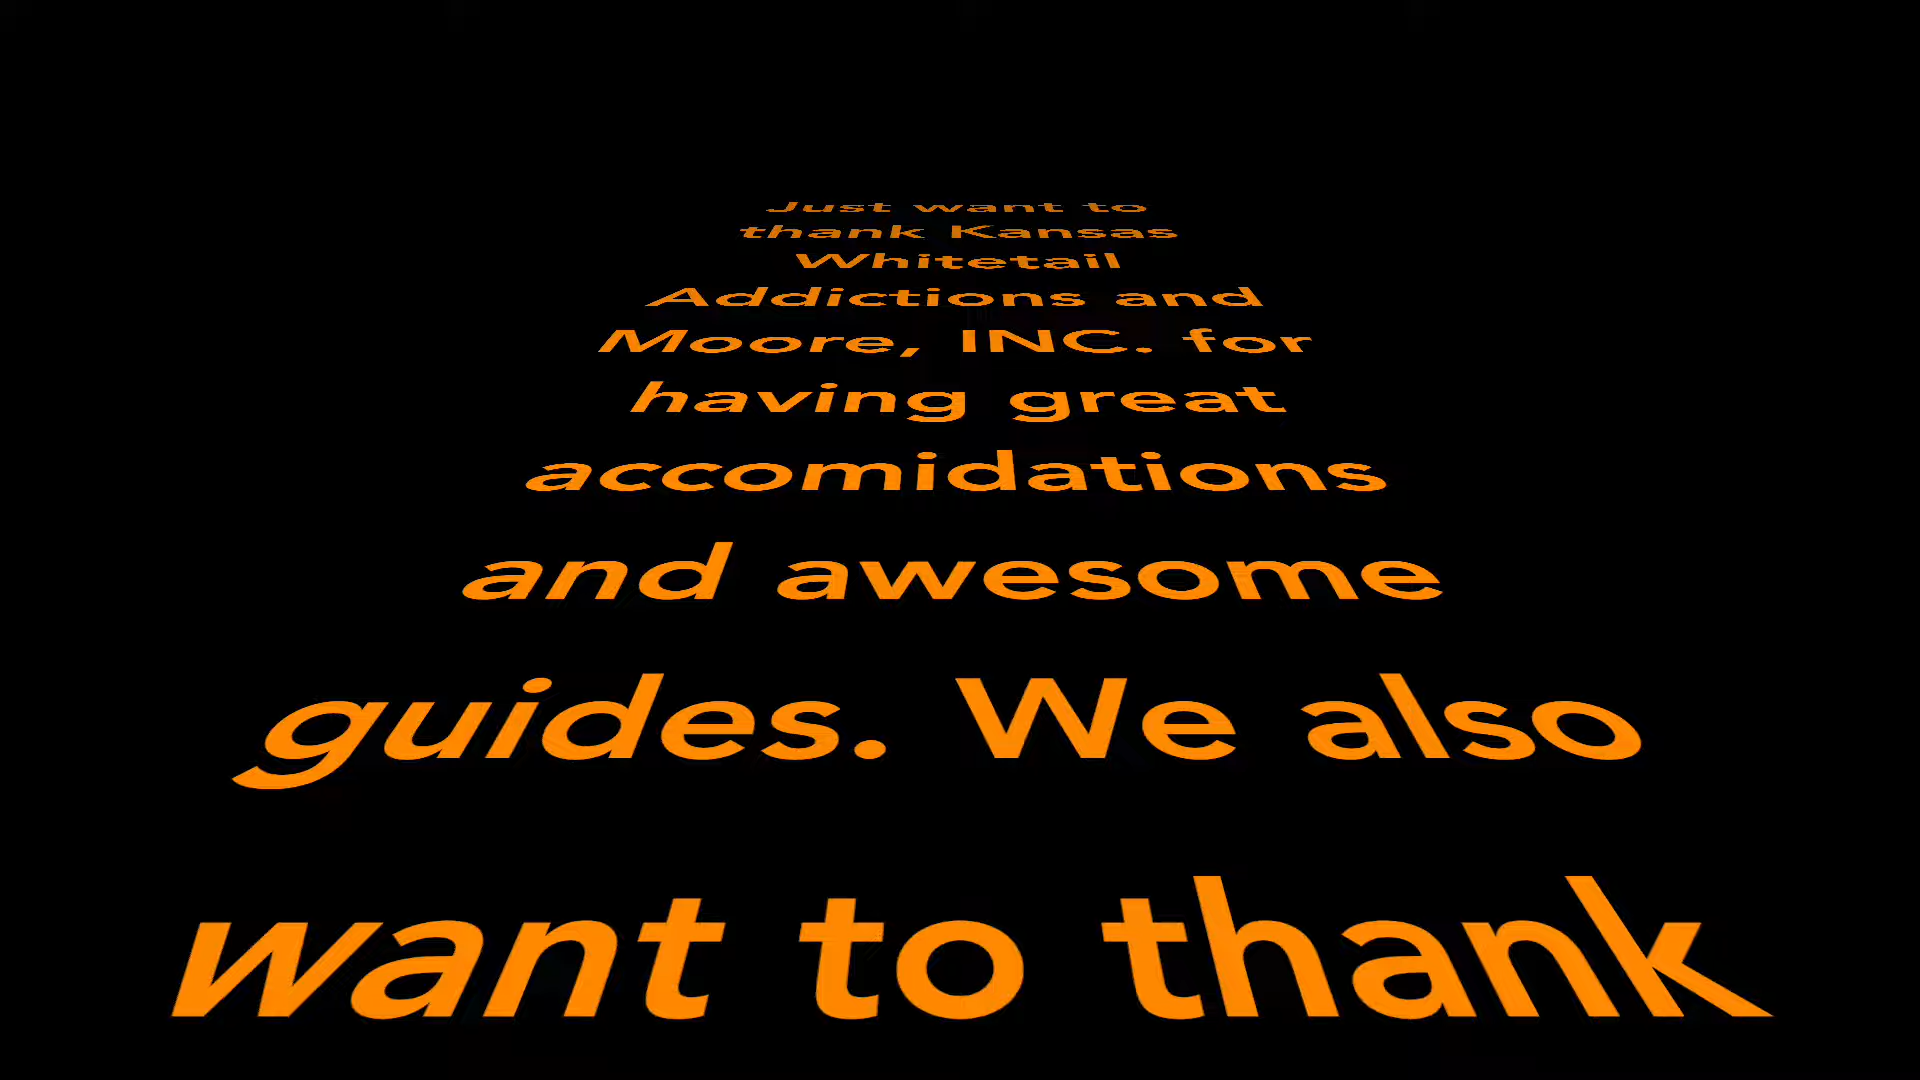 Just want to
thank Kansas
Whitetail
Addictions and
Moore, INC. for
having great
accomidations
and awesome
guides. We also
want to thank